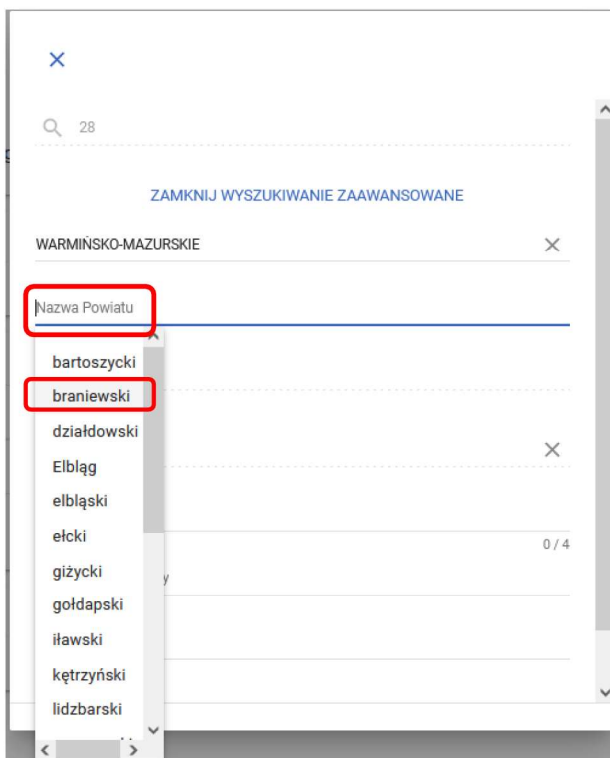 28
ZAMKNIJ WYSZUKIWANIE ZAAWANSOWANE
WARMIŃSKO-MAZURSKIE
Nazwa Powiatu
bartoszycki
braniewski
działdowski
Elbląg
elbląski
ełcki
0 / 4
giżycki
gołdapski
iławski
kętrzyński
lidzbarski